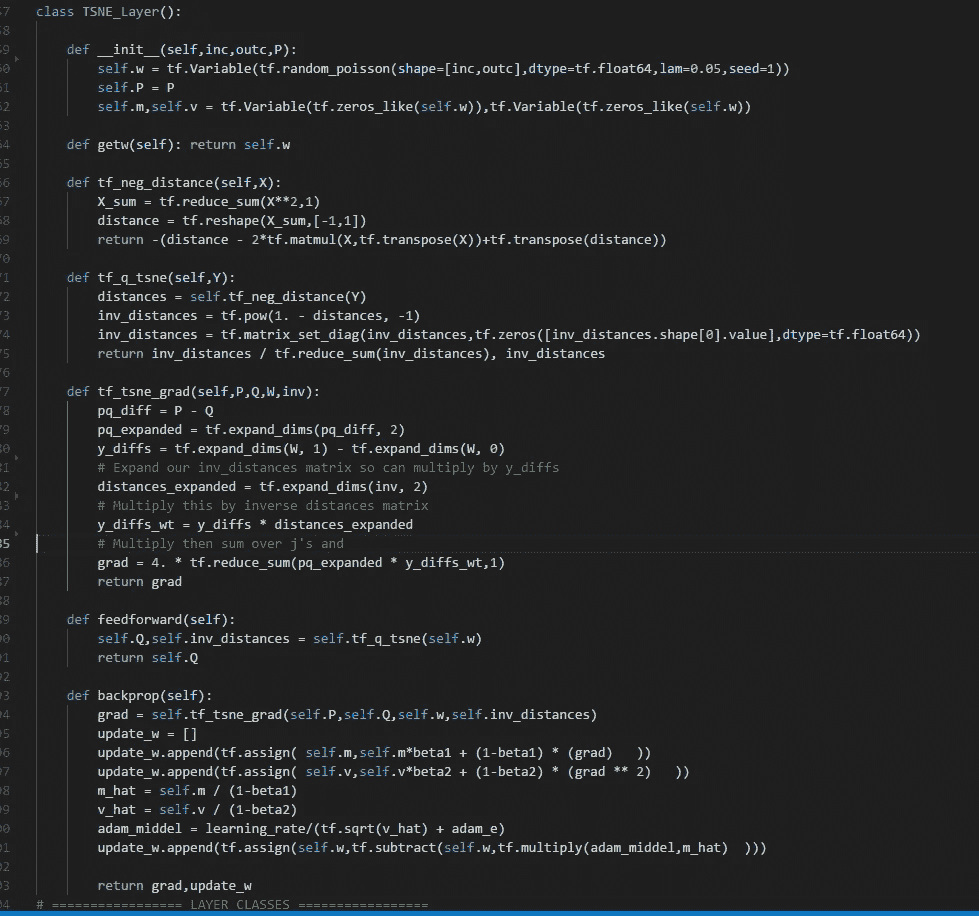 class TSNE_Layer():
def __init__(self,inc,outc,P):
self.w = tf.Variable(tf.random_poisson(shape=[inc,outc],dtype=tf.float64,lam=0.05,seed=1))
self.P = P
self.m,self.v = tf.Variable(tf.zeros_like(self.w)),tf.Variable(tf.zeros_like(self.w))
def getw(self): return self.w
def tf_neg_distance(self,X):
X_sum = tf.reduce_sum(X**2,1)
distance = tf.reshape(X_sum,[-1,1])
return -(distance - 2*tf.matmul(X,tf.transpose(X))+tf.transpose(distance))
def tf_q_tsne(self,Y):
distances = self.tf_neg_distance(Y)
inv_distances = tf.pow(1. - distances, -1)
inv_distances = tf.matrix_set_diag(inv_distances,tf.zeros([inv_distances.shape[0].value],dtype=tf.float64))
return inv_distances / tf.reduce_sum(inv_distances), inv_distances
def tf_tsne_grad(self,P,Q,W,inv):
pq_diff = P - Q
pq_expanded = tf.expand_dims(pq_diff, 2)
y_diffs = tf.expand_dims(W, 1) - tf.expand_dims(W, 0)
# Expand our inv_distances matrix so can multiply by y_diffs
distances_expanded = tf.expand_dims(inv, 2)
# Multiply this by inverse distances matrix
y_diffs_wt = y_diffs * distances_expanded
# Multiply then sum over j's and
grad = 4. * tf.reduce_sum(pq_expanded * y_diffs_wt,1)
return grad
def feedforward(self):
self.Q,self.inv_distances = self.tf_q_tsne(self.w)
return self.Q
def backprop(self):
grad = self.tf_tsne_grad(self.P,self.Q,self.w,self.inv_distances)
update_w = []
update_w.append(tf.assign( self.m,self.m*beta1 + (1-beta1) * (grad)   ))
update_w.append(tf.assign( self.v,self.v*beta2 + (1-beta2) * (grad ** 2)   ))
m_hat = self.m / (1-beta1)
v_hat = self.v / (1-beta2)
adam_middel = learning_rate/(tf.sqrt(v_hat) + adam_e)
update_w.append(tf.assign(self.w,tf.subtract(self.w,tf.multiply(adam_middel,m_hat)  )))
return grad,update_w
# ================= LAYER CLASSES =================